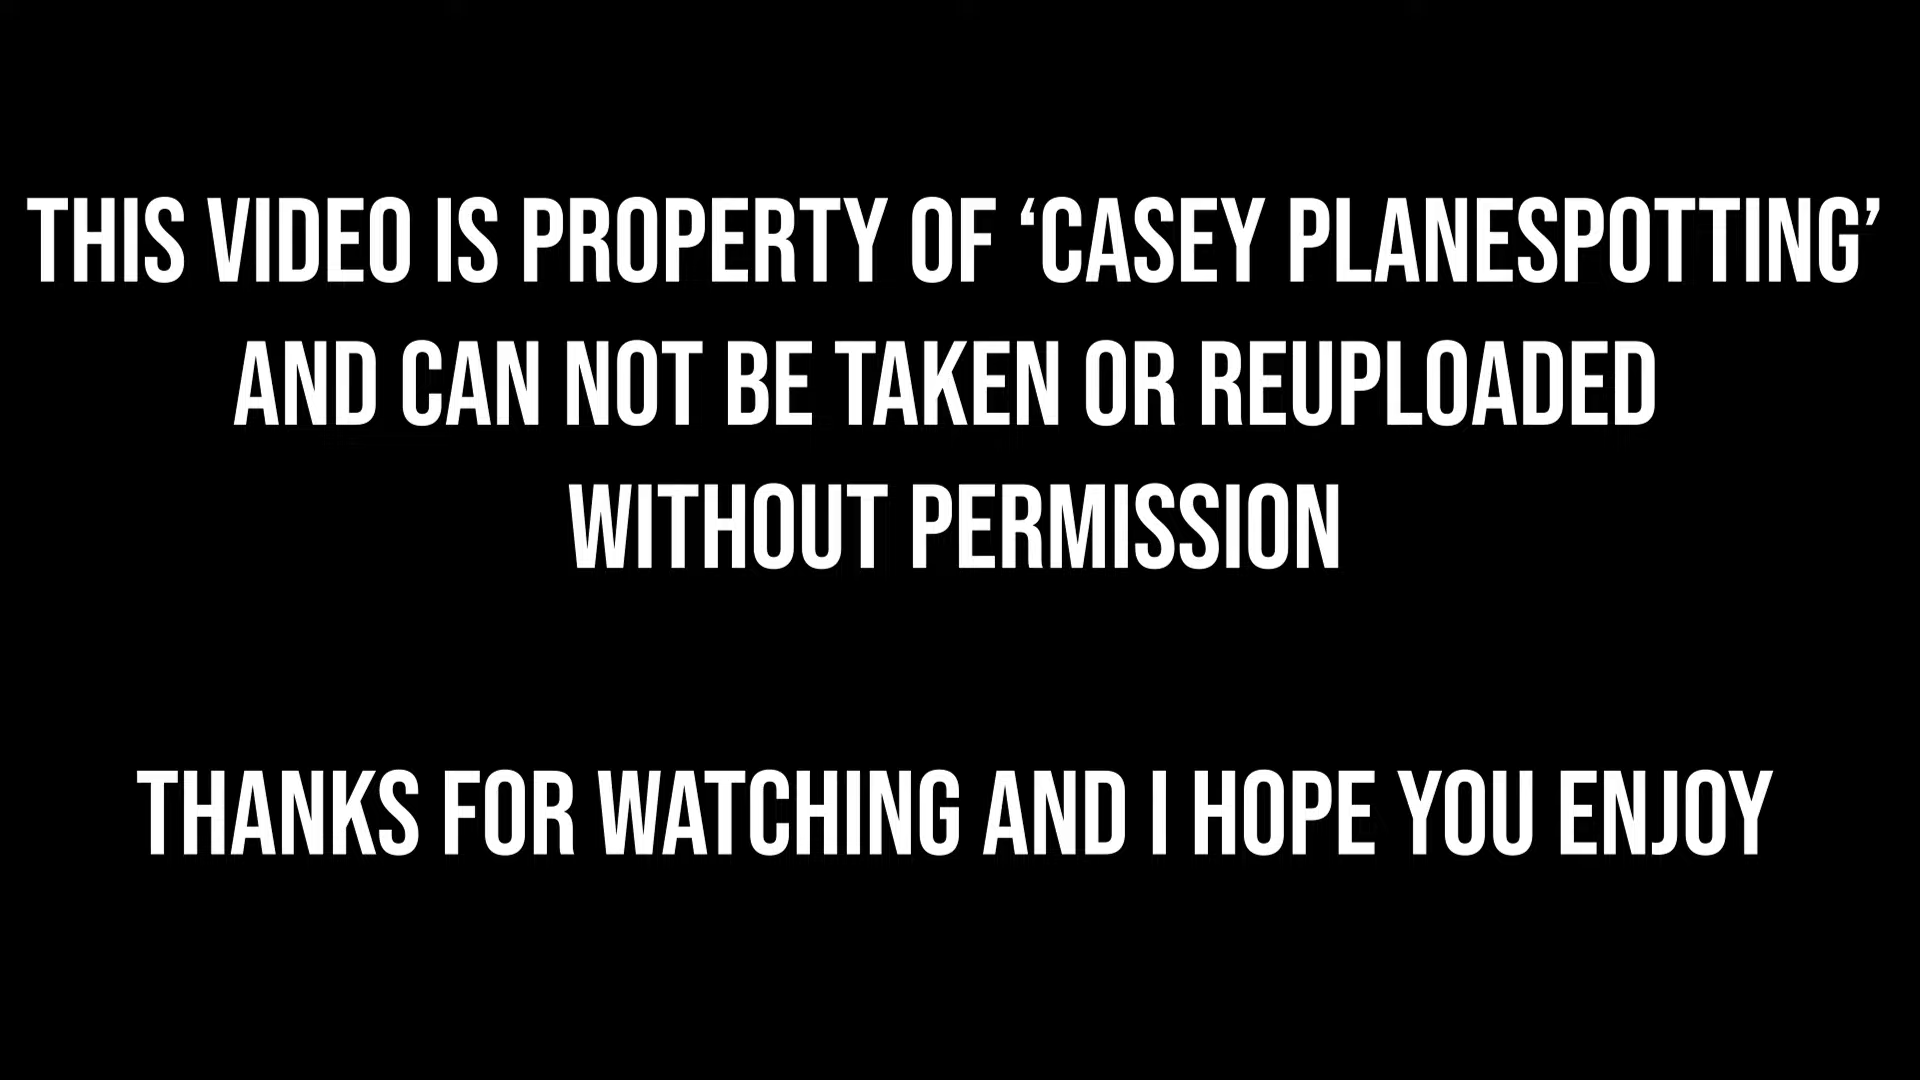 THIS VIDEO IS PROPERTY OF ‘CASEY PLANESPOTTING’
AND CAN NOT BE TAKEN OR REUPLOADED
WITHOUT PERMISSION
THANKS FOR WATCHING AND I HOPE YOU ENJOY